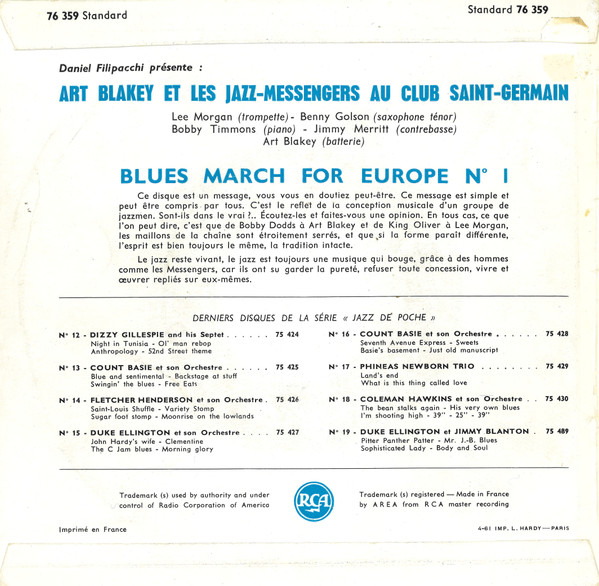 76 359 Standard
Standard 76 359
Daniel Filipacchi présente :
ART BLAKEY ET LES JAZZ-MESSENGERS AU CLUB SAINT-GERMAIN
Lee Morgan (trompette) - Benny Golson (saxophone ténor)
Bobby Timmons (piano) - Jimmy Merritt (contrebasse)
Art Blakey (batterie)
BLUES MARCH FOR EUROPE N° 1
Ce disque est un message, vous vous en doutiez peut-être. Ce message est simple et
peut être compris par tous. C'est le reflet de la conception musicale d'un groupe de
jazzmen. Sont-ils dans le vrai ?.. Écoutez-les et faites-vous une opinion. En tous cas, ce que
l'on peut dire, c'est que de Bobby Dodds à Art Blakey et de King Oliver à Lee Morgan,
les maillons de la chaîne sont étroitement serrés, et que si la forme paraît différente,
l'esprit est bien toujours le même, la tradition intacte.
Le jazz reste vivant, le jazz est toujours une musique qui bouge, grâce à des hommes
comme les Messengers, car ils ont su garder la pureté, refuser toute concession, vivre et
œuvrer repliés sur eux-mêmes.
DERNIERS DISQUES DE LA SÉRIE « JAZZ DE POCHE »
N° 12 - DIZZY GILLESPIE and his Septet . . . . . . 75 424
Night in Tunisia - Ol' man rebop
Anthropology - 52nd Street theme
N° 13 - COUNT BASIE et son Orchestre . . . . . . 75 425
Blue and sentimental - Backstage at stuff
Swingin' the blues - Free Eats
N° 14 - FLETCHER HENDERSON et son Orchestre . 75 426
Saint-Louis Shuffle - Variety Stomp
Sugar foot stomp - Moonrise on the lowlands
N° 15 - DUKE ELLINGTON et son Orchestre . . . . 75 427
John Hardy's wife - Clementine
The C Jam blues - Morning glory
N° 16 - COUNT BASIE et son Orchestre . . . . . . 75 428
Seventh Avenue Express - Sweets
Basie's basement - Just old manuscript
N° 17 - PHINEAS NEWBORN TRIO . . . . . . . . 75 429
Land's end
What is this thing called love
N° 18 - COLEMAN HAWKINS et son Orchestre . . 75 430
The bean stalks again - His very own blues
I'm shooting high - 39" - 25" - 39"
N° 19 - DUKE ELLINGTON et JIMMY BLANTON . 75 489
Pitter Panther Patter - Mr. J.-B. Blues
Sophisticated Lady - Body and Soul
Trademark (s) used by authority and under
control of Radio Corporation of America
RCA
Trademark (s) registered — Made in France
by A R E A from RCA master recording
Imprimé en France
4-61 IMP. L. HARDY — PARIS